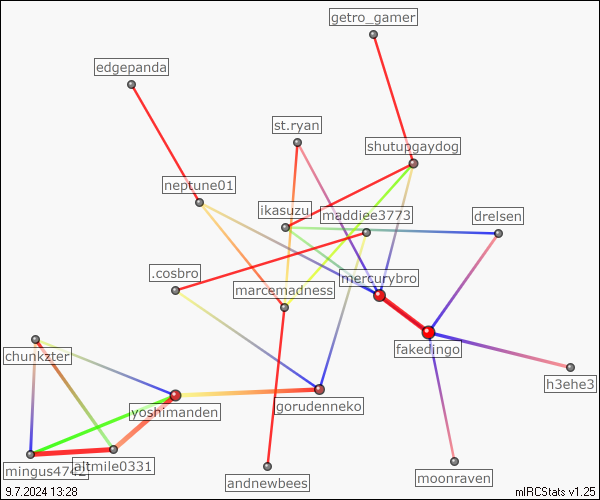 getro_gamer
edgepanda
st.ryan
shutupgaydog
neptune01
ikasuzu
maddiee3773
drelsen
.cosbro
mercurybro
marcemadness
fakedingo
chunkzter
h3ehe3
yoshimanden
gorudenneko
mingus4742
altmile0331
andnewbees
moonraven
9.7.2024 13:28
mIRCStats v1.25